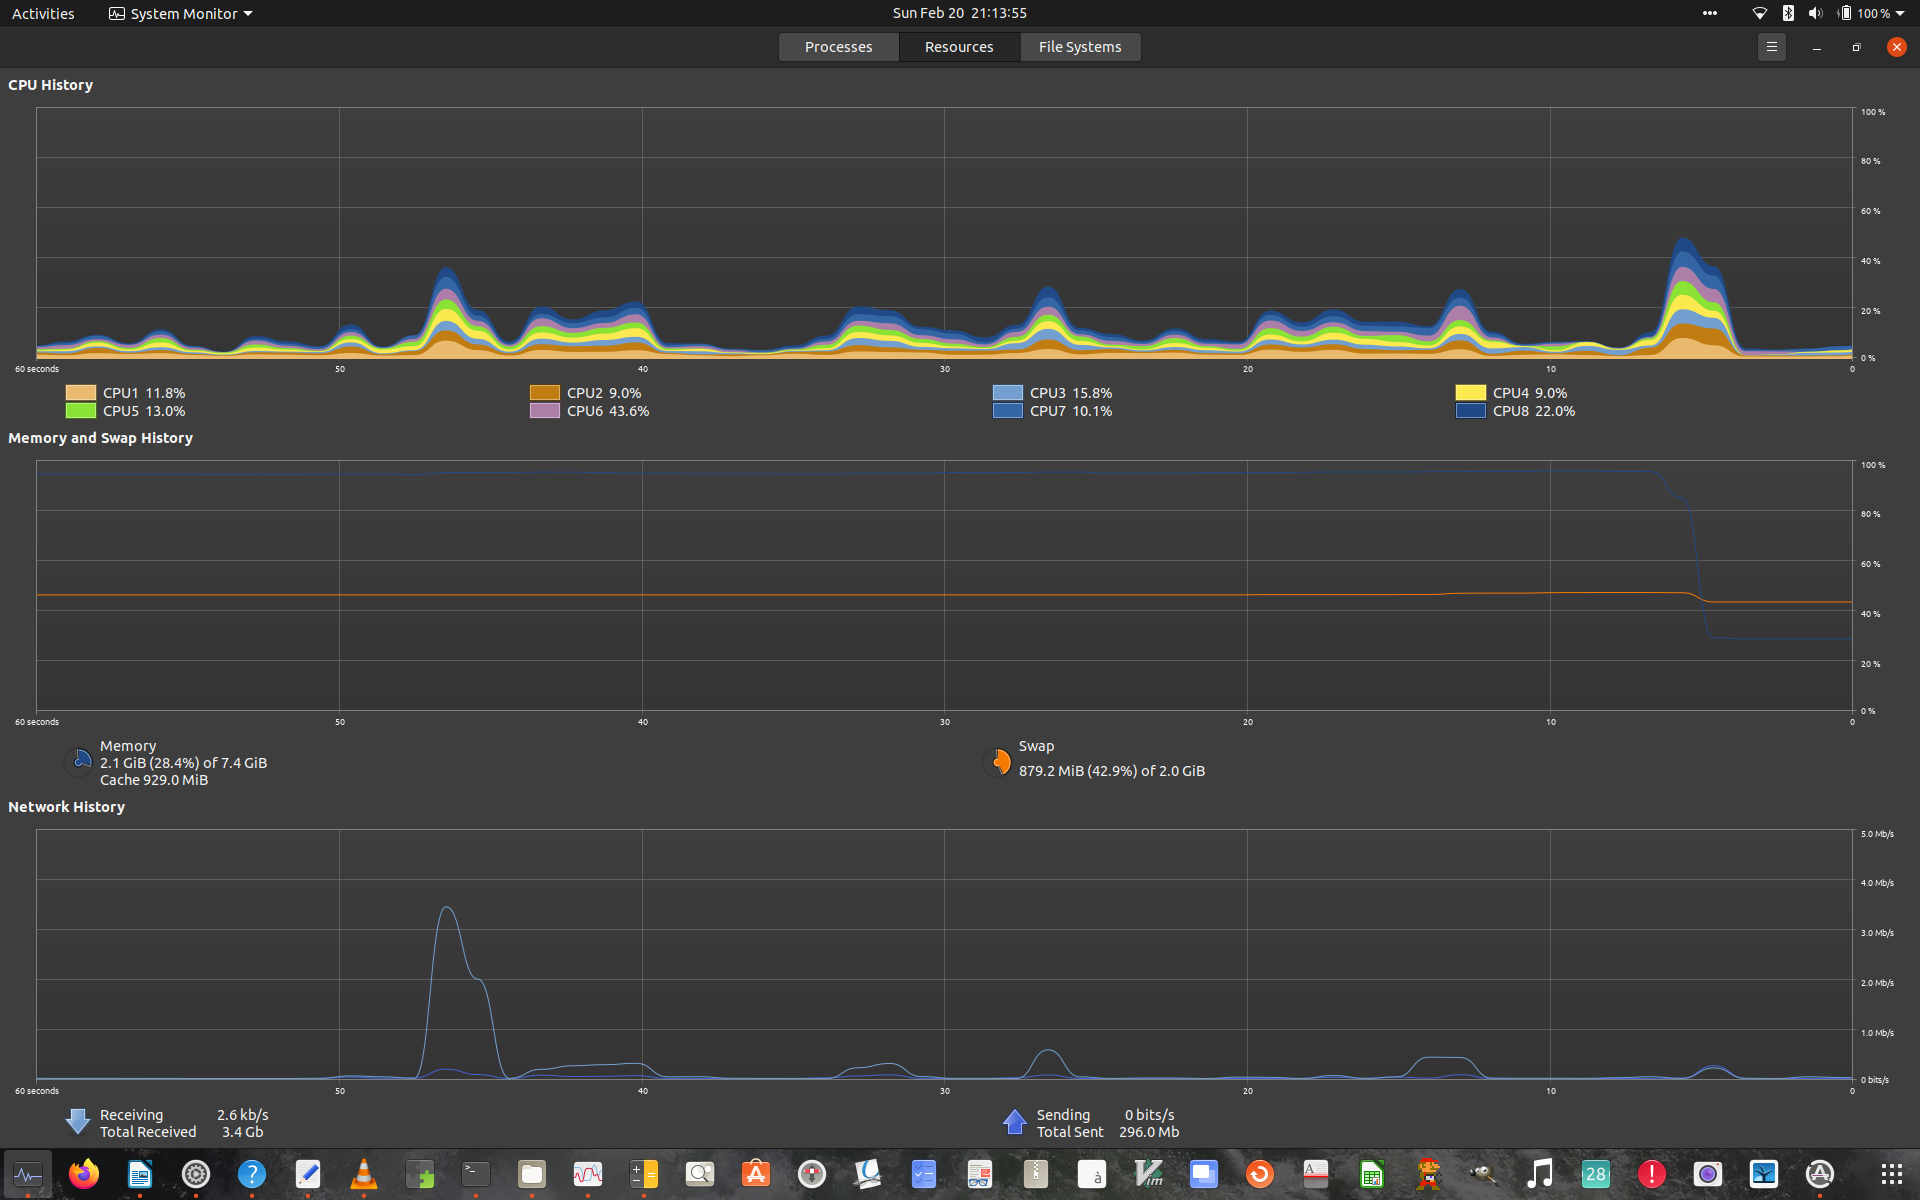 Activities System Monitor Sun Feb 20 21:13:55 100 %
Processes Resources File Systems
CPU History
100 %
80 %
60 %
40 %
20 %
0 %
60 seconds 50 40 30 20 10 0
CPU1 11.8% CPU2 9.0% CPU3 15.8% CPU4 9.0%
CPU5 13.0% CPU6 43.6% CPU7 10.1% CPU8 22.0%
Memory and Swap History
100 %
80 %
60 %
40 %
20 %
0 %
60 seconds 50 40 30 20 10 0
Memory
2.1 GiB (28.4%) of 7.4 GiB
Cache 929.0 MiB
Swap
879.2 MiB (42.9%) of 2.0 GiB
Network History
5.0 Mb/s
4.0 Mb/s
3.0 Mb/s
2.0 Mb/s
1.0 Mb/s
0 bits/s
60 seconds 50 40 30 20 10 0
Receiving 2.6 kb/s Sending 0 bits/s
Total Received 3.4 Gb Total Sent 296.0 Mb
? >_ à Vim A 28 !